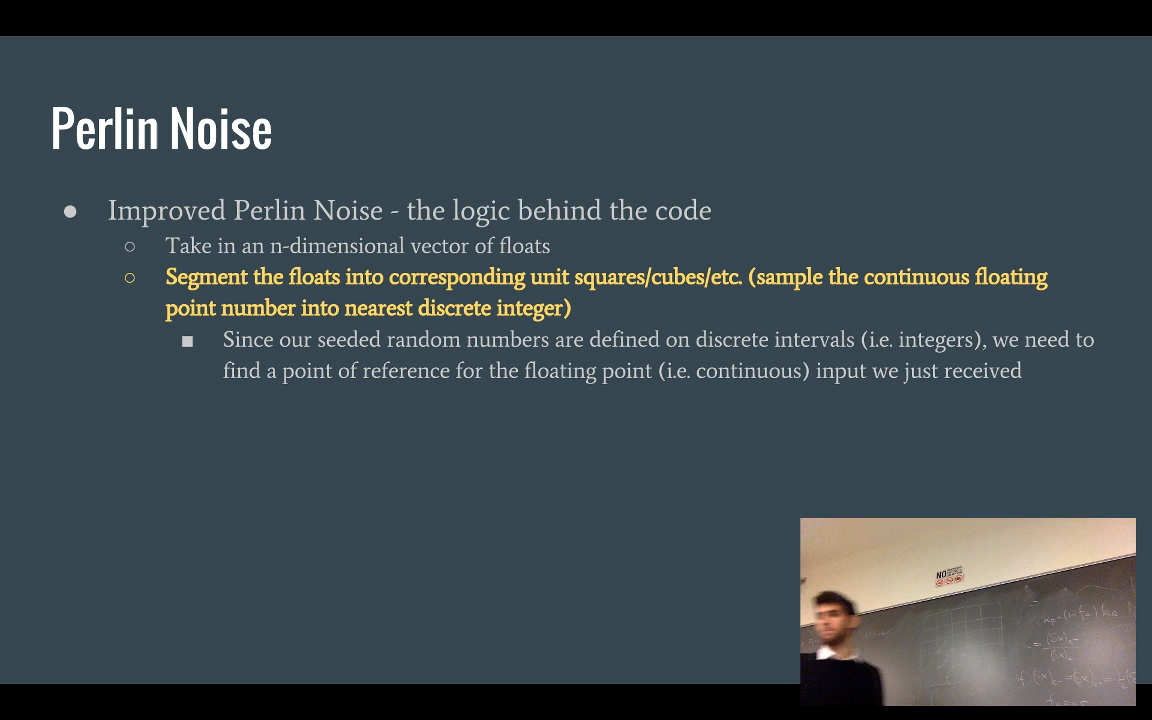 Perlin Noise
● Improved Perlin Noise - the logic behind the code
○ Take in an n-dimensional vector of floats
○ Segment the floats into corresponding unit squares/cubes/etc. (sample the continuous floating
point number into nearest discrete integer)
■ Since our seeded random numbers are defined on discrete intervals (i.e. integers), we need to
find a point of reference for the floating point (i.e. continuous) input we just received
NO